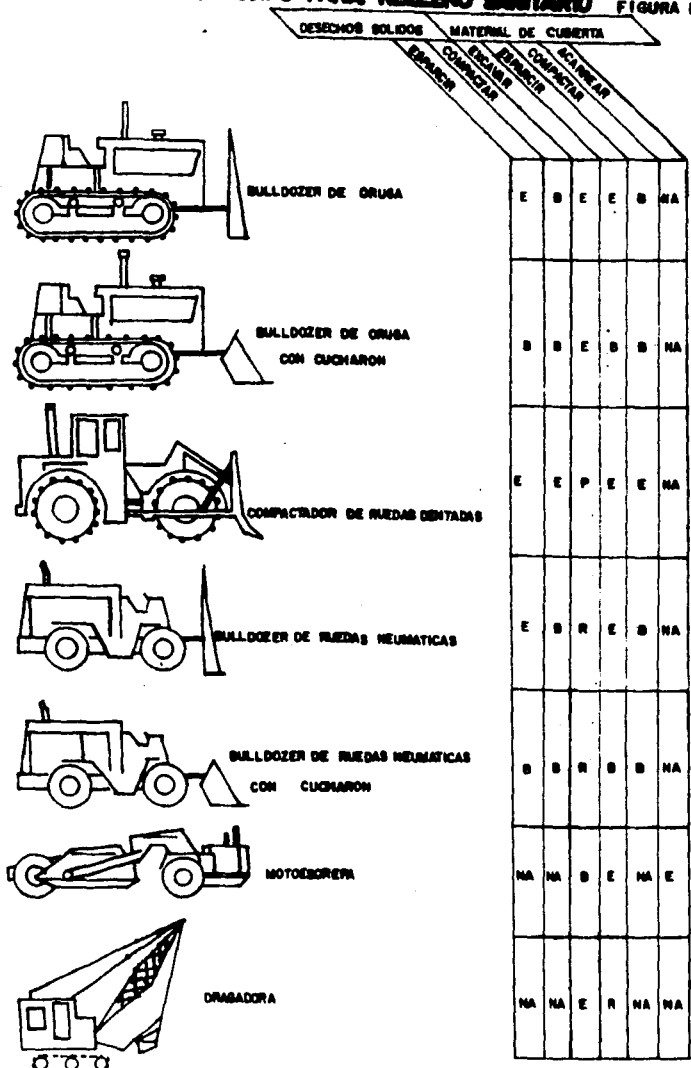 RELLENO SANITARIO FIGURA
DESECHOS SOLIDOS MATERIAL DE CUBIERTA
ESPARCIR COMPACTAR EXCAVAR ESPARCIR COMPACTAR ACARREAR
BULLDOZER DE ORUGA E B E E B NA
BULLDOZER DE ORUGA
CON CUCHARON
B B E B B NA
COMPACTADOR DE RUEDAS DENTADAS E E P E E NA
BULLDOZER DE RUEDAS NEUMATICAS E B R E B NA
BULLDOZER DE RUEDAS NEUMATICAS
CON CUCHARON
B B R B B NA
MOTOESCREPA NA NA B E NA E
DRAGADORA NA NA E R NA NA